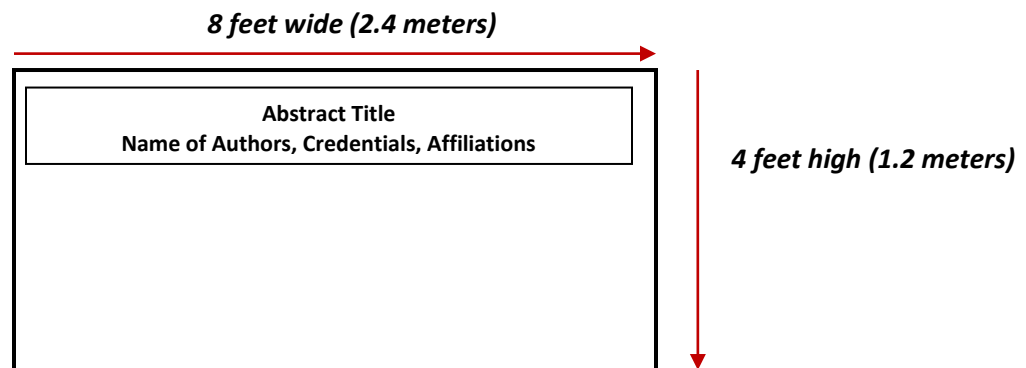 8 feet wide (2.4 meters)
Abstract Title
Name of Authors, Credentials, Affiliations
4 feet high (1.2 meters)